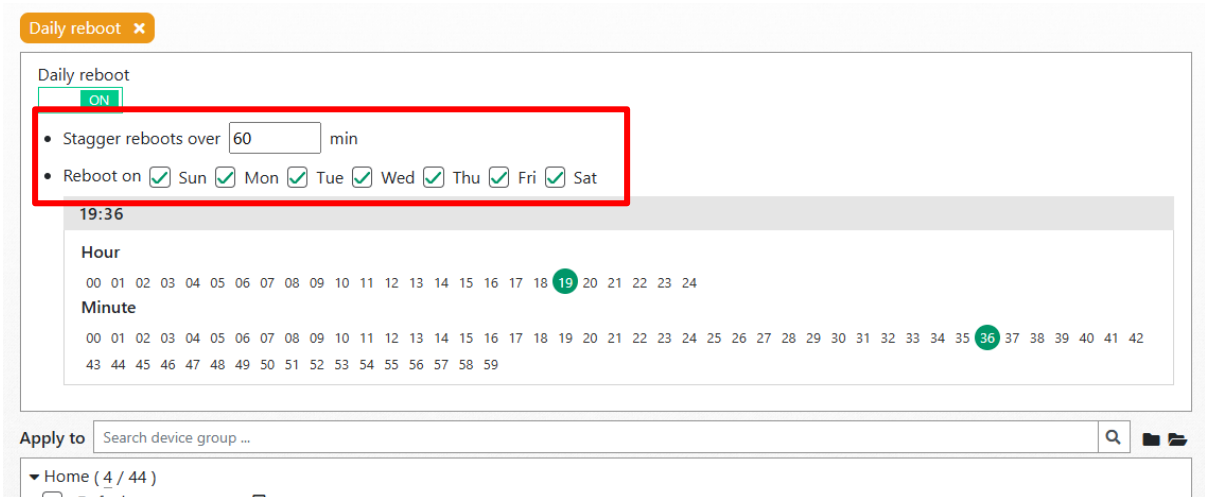 Daily reboot ×
Daily reboot
ON
• Stagger reboots over 60 min
• Reboot on Sun Mon Tue Wed Thu Fri Sat
19:36
Hour
00 01 02 03 04 05 06 07 08 09 10 11 12 13 14 15 16 17 18 19 20 21 22 23 24
Minute
00 01 02 03 04 05 06 07 08 09 10 11 12 13 14 15 16 17 18 19 20 21 22 23 24 25 26 27 28 29 30 31 32 33 34 35 36 37 38 39 40 41 42
43 44 45 46 47 48 49 50 51 52 53 54 55 56 57 58 59
Apply to Search device group ...
Home ( 4 / 44 )